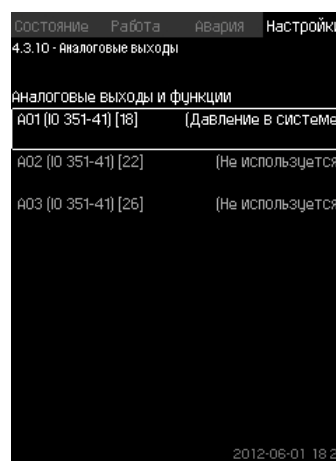 Состояние Работа Авария Настройки
4.3.10 - Аналоговые выходы
Аналоговые выходы и функции
AO1 (IO 351-41) [18] (Давление в системе
AO2 (IO 351-41) [22] (Не используется
AO3 (IO 351-41) [26] (Не используется
2012-06-01 18:2